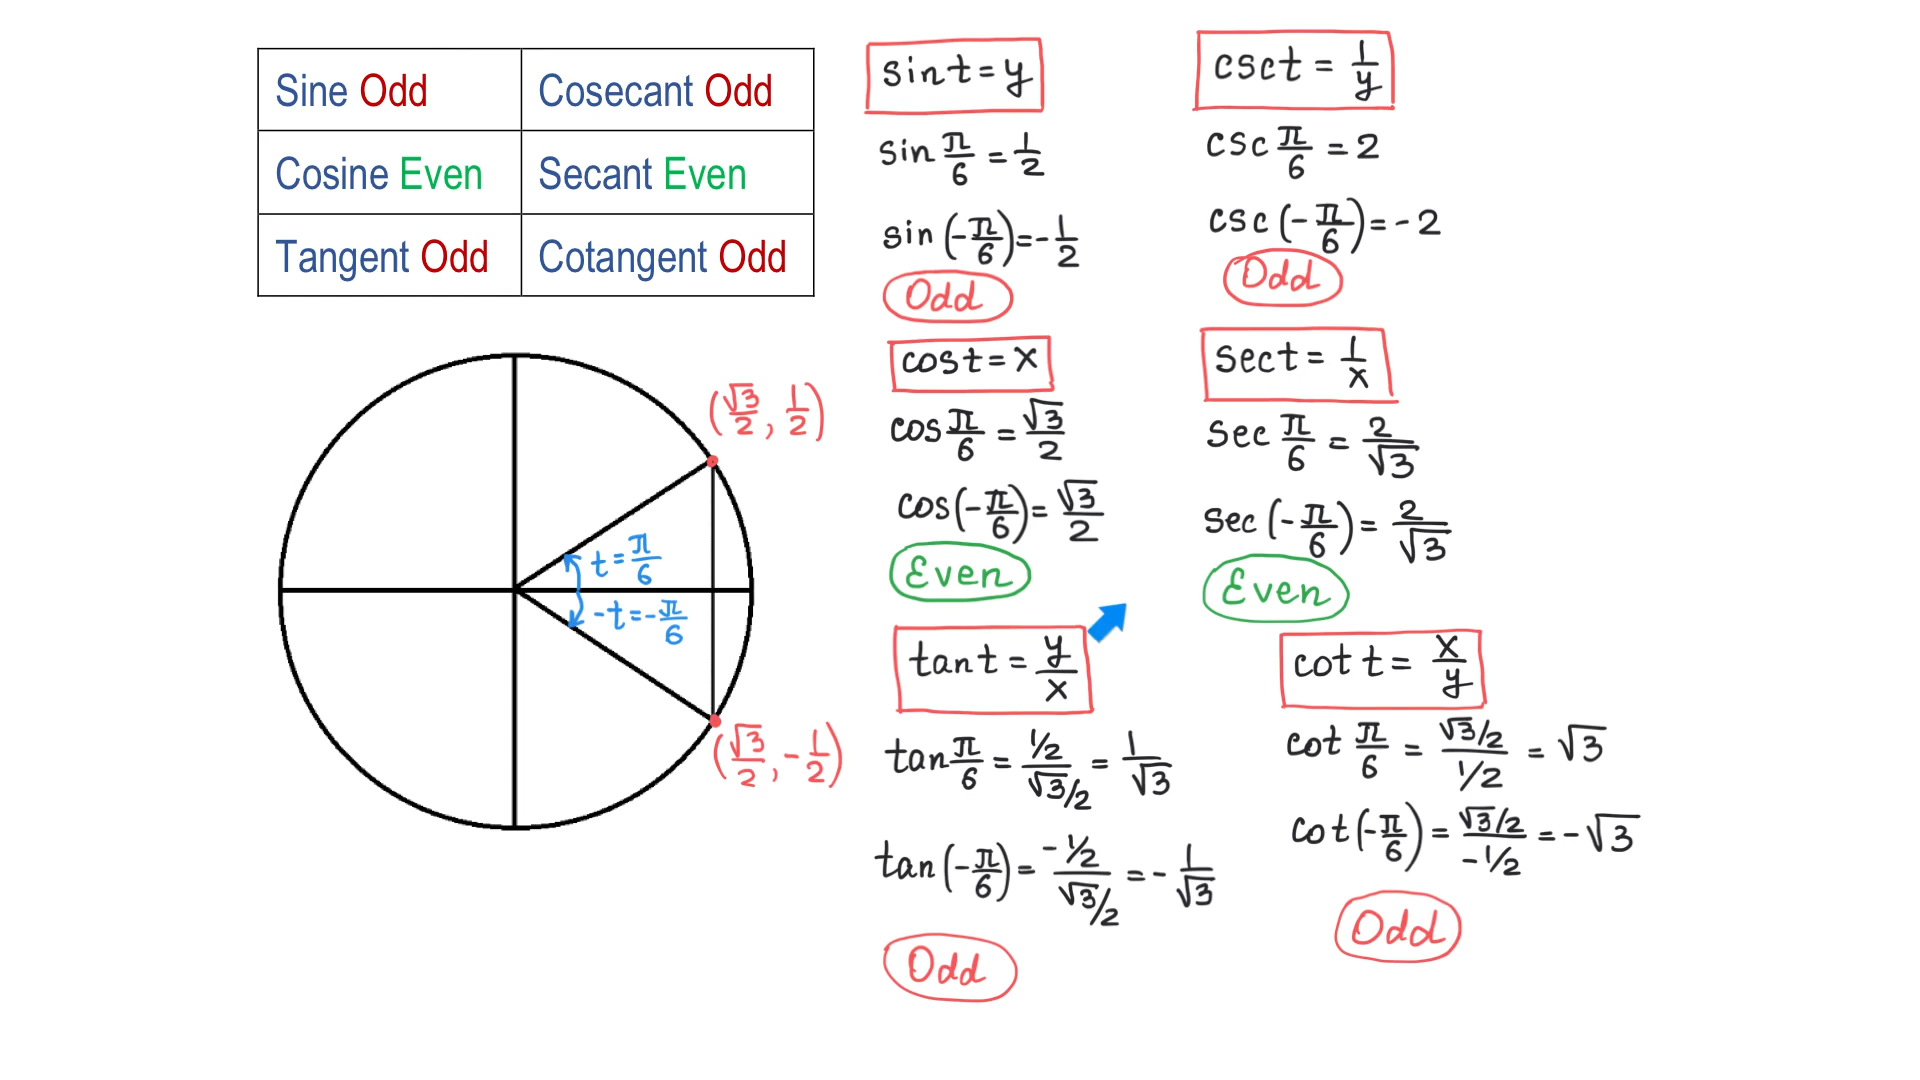 Sine Odd
Cosecant Odd
Cosine Even
Secant Even
Tangent Odd
Cotangent Odd
(√3/2, 1/2)
t = π/6
-t = -π/6
(√3/2, -1/2)
sin t = y
sin π/6 = 1/2
sin (-π/6) = -1/2
Odd
cos t = x
cos π/6 = √3/2
cos (-π/6) = √3/2
Even
tan t = y/x
tan π/6 = (1/2)/(√3/2) = 1/√3
tan (-π/6) = (-1/2)/(√3/2) = -1/√3
Odd
csc t = 1/y
csc π/6 = 2
csc (-π/6) = -2
Odd
sec t = 1/x
sec π/6 = 2/√3
sec (-π/6) = 2/√3
Even
cot t = x/y
cot π/6 = (√3/2)/(1/2) = √3
cot (-π/6) = (√3/2)/(-1/2) = -√3
Odd